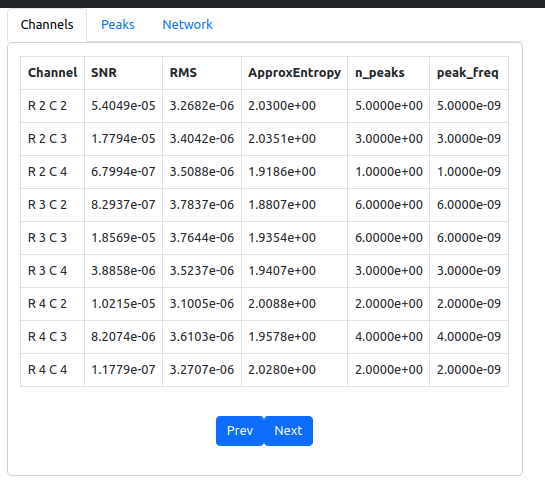 Channels Peaks Network
Channel SNR RMS ApproxEntropy n_peaks peak_freq
R 2 C 2 5.4049e-05 3.2682e-06 2.0300e+00 5.0000e+00 5.0000e-09
R 2 C 3 1.7794e-05 3.4042e-06 2.0351e+00 3.0000e+00 3.0000e-09
R 2 C 4 6.7994e-07 3.5088e-06 1.9186e+00 1.0000e+00 1.0000e-09
R 3 C 2 8.2937e-07 3.7837e-06 1.8807e+00 6.0000e+00 6.0000e-09
R 3 C 3 1.8569e-05 3.7644e-06 1.9354e+00 6.0000e+00 6.0000e-09
R 3 C 4 3.8858e-06 3.5237e-06 1.9407e+00 3.0000e+00 3.0000e-09
R 4 C 2 1.0215e-05 3.1005e-06 2.0088e+00 2.0000e+00 2.0000e-09
R 4 C 3 8.2074e-06 3.6103e-06 1.9578e+00 4.0000e+00 4.0000e-09
R 4 C 4 1.1779e-07 3.2707e-06 2.0280e+00 2.0000e+00 2.0000e-09
Prev Next